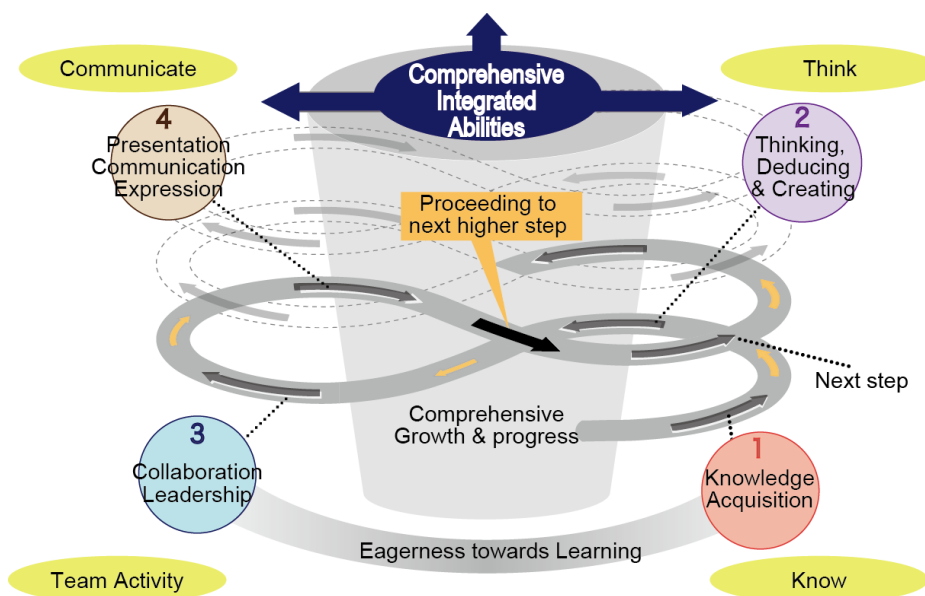 Communicate
Comprehensive
Integrated
Abilities
Think
4
Presentation
Communication
Expression
2
Thinking,
Deducing
& Creating
Proceeding to
next higher step
Next step
Comprehensive
Growth & progress
3
Collaboration
Leadership
1
Knowledge
Acquisition
Eagerness towards Learning
Team Activity
Know